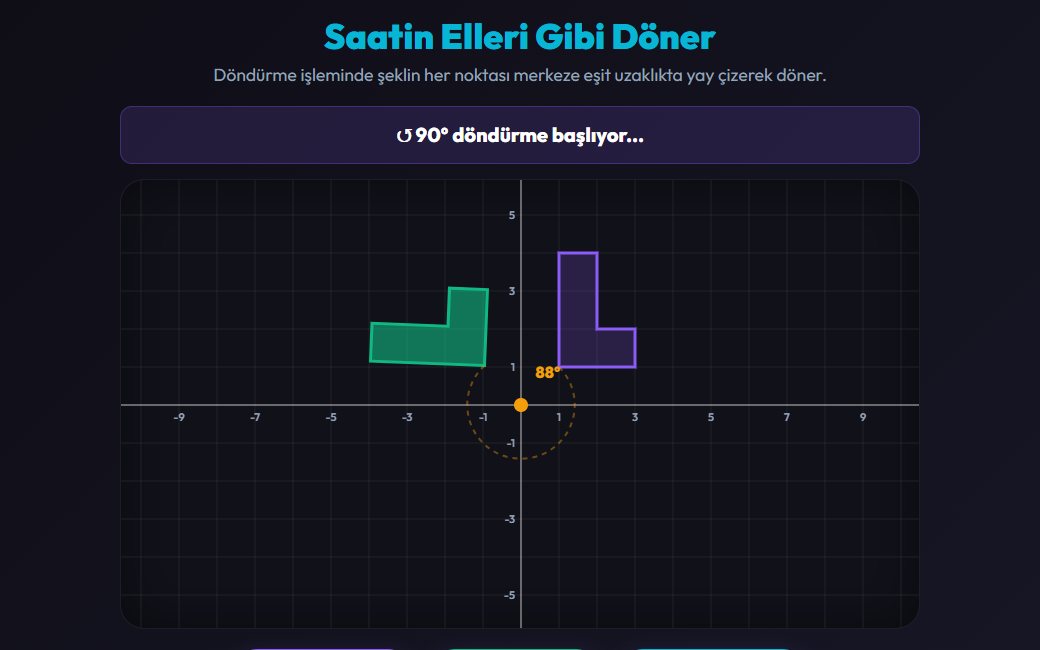 Saatin Elleri Gibi Döner
Döndürme işleminde şeklin her noktası merkeze eşit uzaklıkta yay çizerek döner.
↺ 90° döndürme başlıyor...
5
3
1
88°
-9 -7 -5 -3 -1 1 3 5 7 9
-1
-3
-5